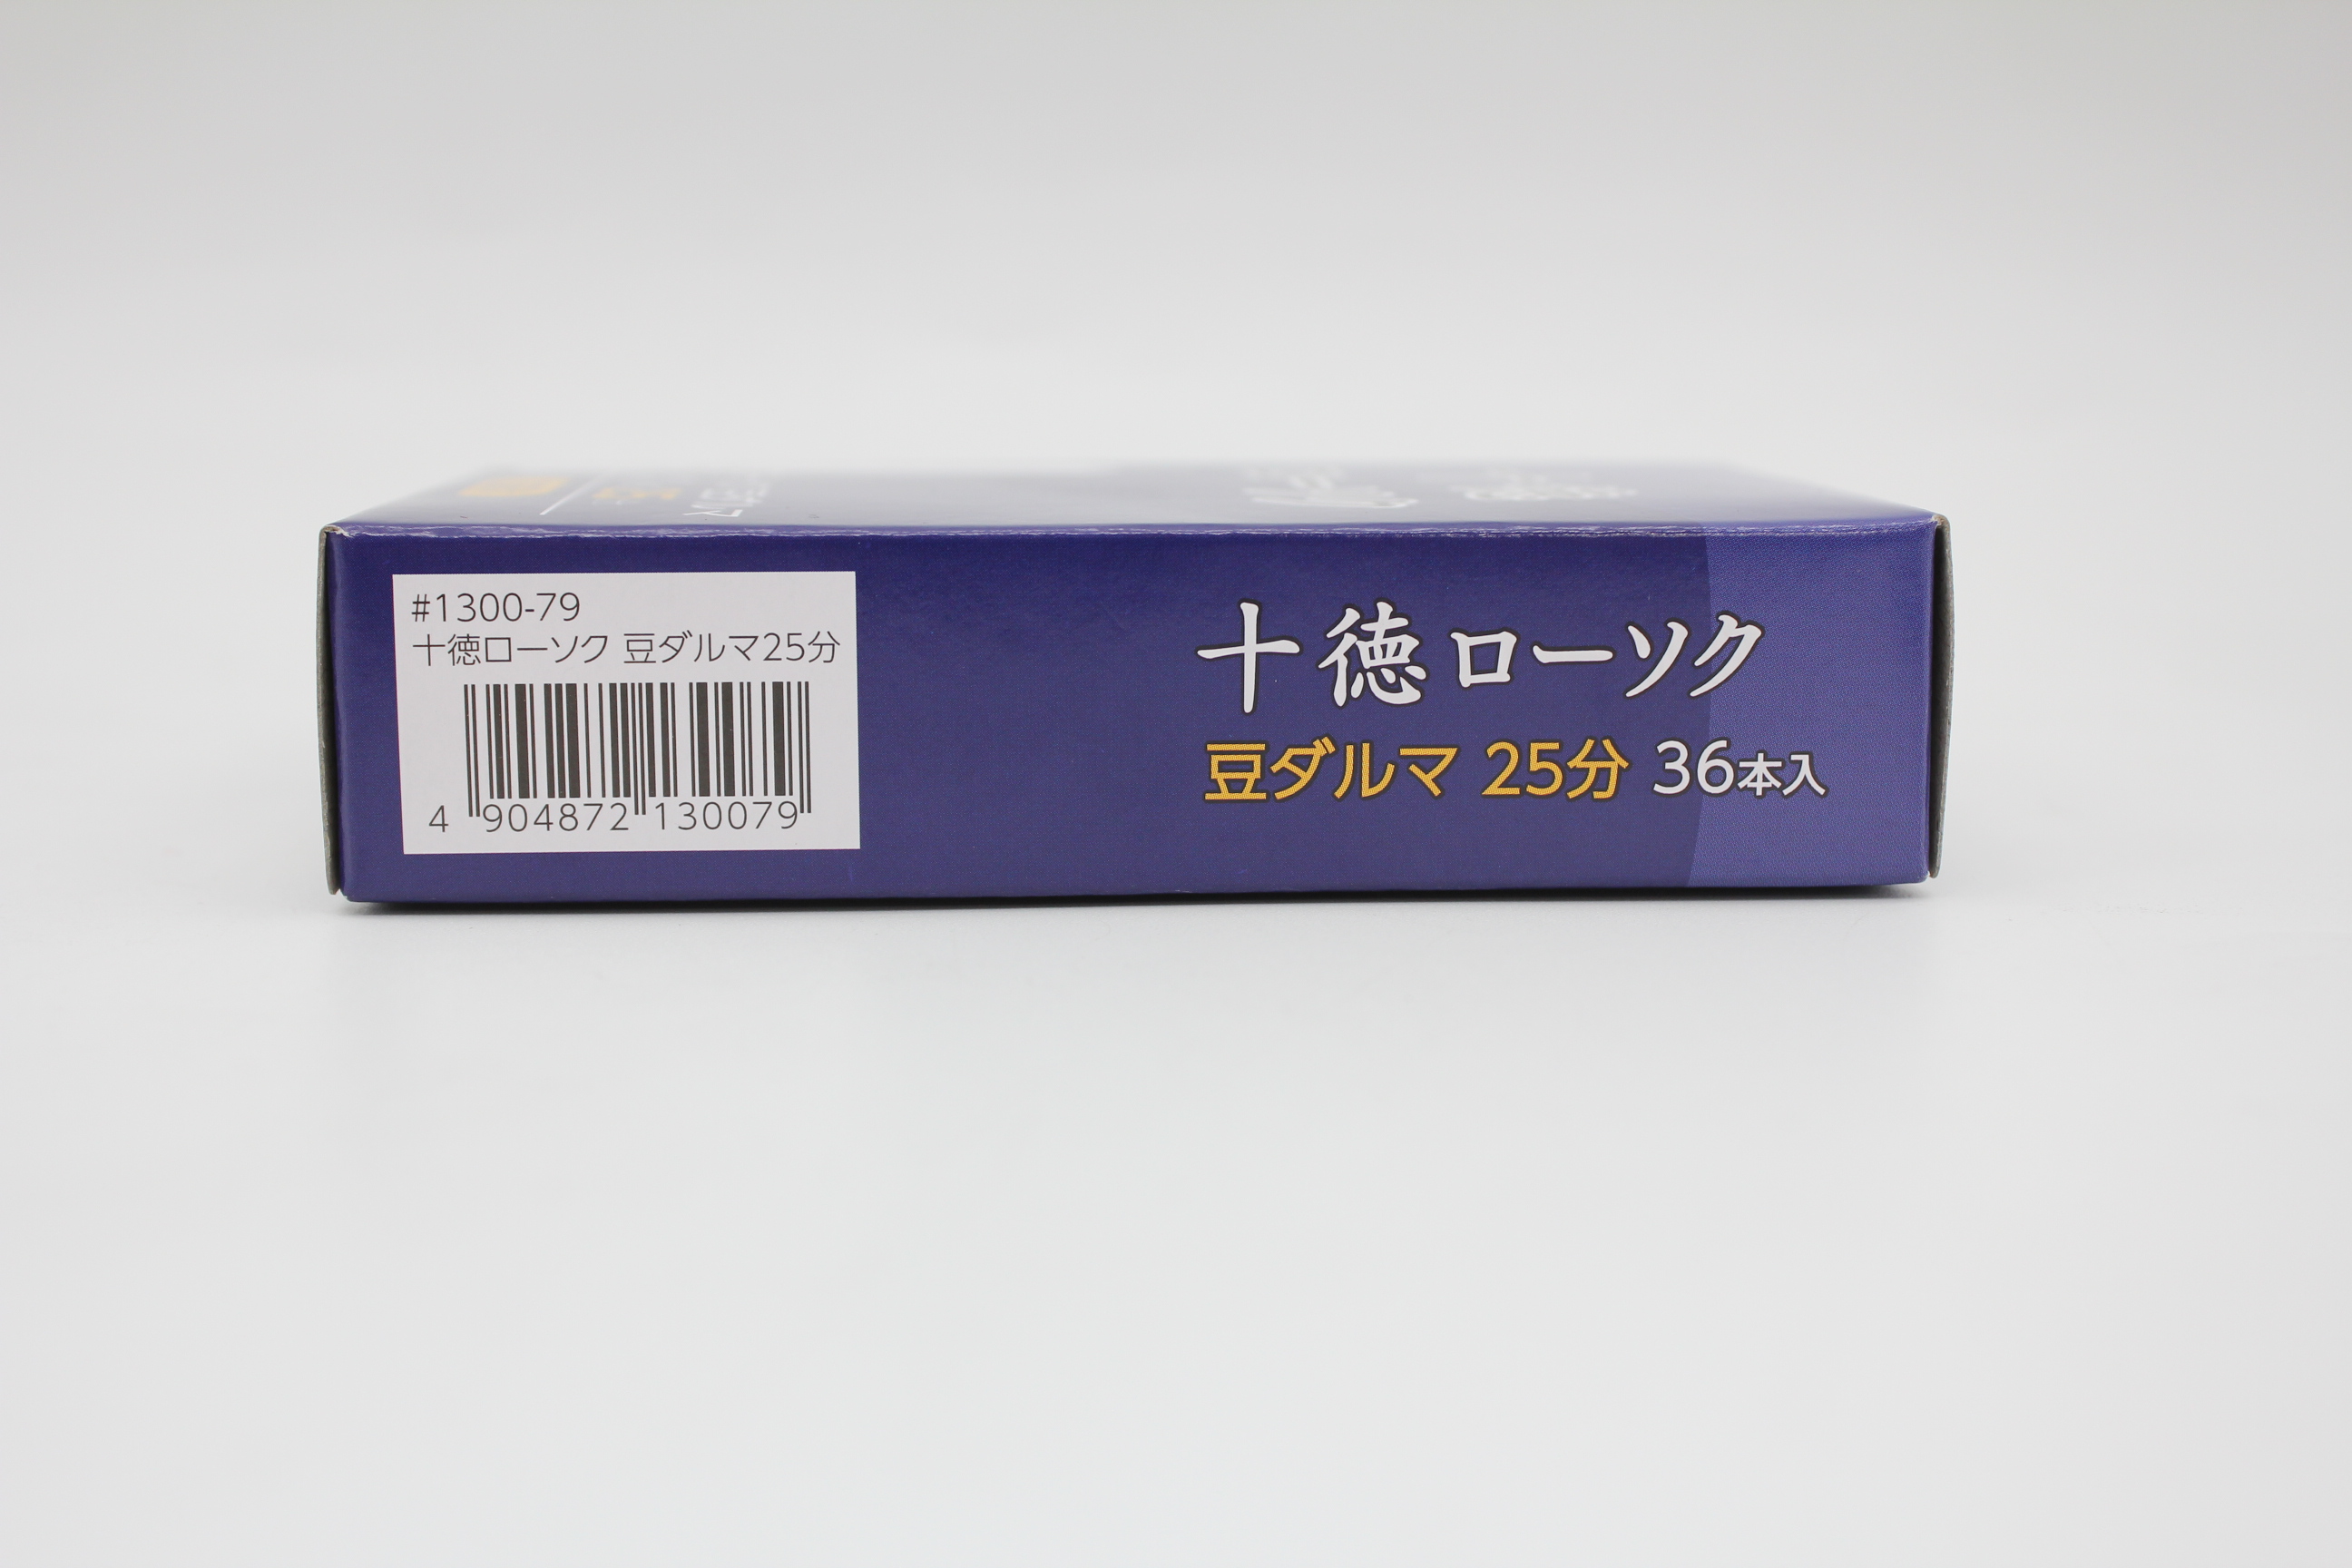 #1300-79
十徳ローソク 豆ダルマ25分
4 904872 130079
十徳ローソク
豆ダルマ 25分 36本入